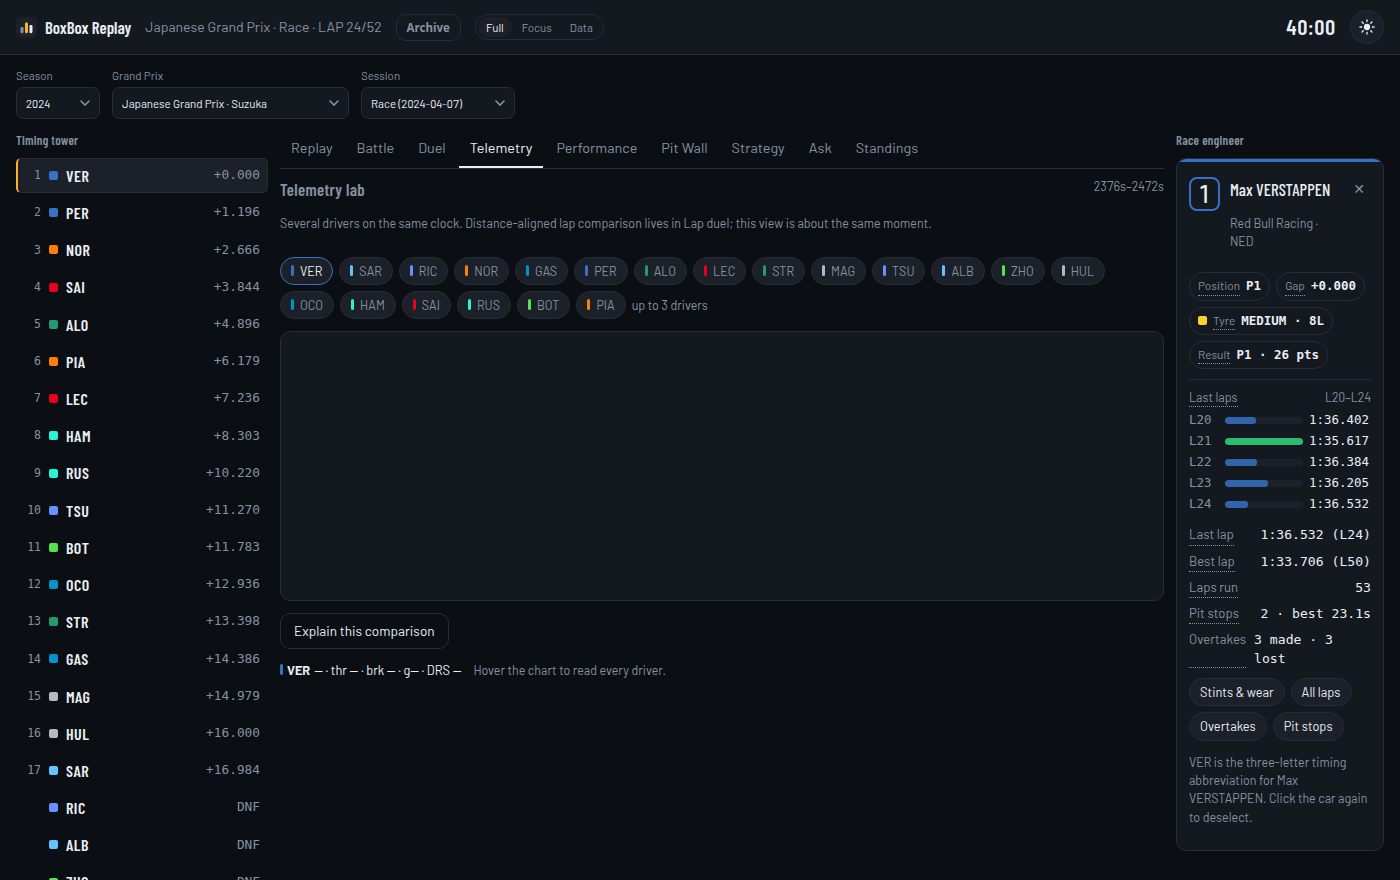 BoxBox Replay Japanese Grand Prix · Race · LAP 24/52 Archive Full Focus Data 40:00
Season Grand Prix Session
2024 Japanese Grand Prix · Suzuka Race (2024-04-07)
Timing tower
1 VER +0.000
2 PER +1.196
3 NOR +2.666
4 SAI +3.844
5 ALO +4.896
6 PIA +6.179
7 LEC +7.236
8 HAM +8.303
9 RUS +10.220
10 TSU +11.270
11 BOT +11.783
12 OCO +12.936
13 STR +13.398
14 GAS +14.386
15 MAG +14.979
16 HUL +16.000
17 SAR +16.984
RIC DNF
ALB DNF
Replay Battle Duel Telemetry Performance Pit Wall Strategy Ask Standings
Telemetry lab 2376s–2472s
Several drivers on the same clock. Distance-aligned lap comparison lives in Lap duel; this view is about the same moment.
VER SAR RIC NOR GAS PER ALO LEC STR MAG TSU ALB ZHO HUL
OCO HAM SAI RUS BOT PIA up to 3 drivers
Explain this comparison
VER — · thr — · brk — · g— · DRS — Hover the chart to read every driver.
Race engineer
1 Max VERSTAPPEN ✕
Red Bull Racing ·
NED
Position P1 Gap +0.000
Tyre MEDIUM · 8L
Result P1 · 26 pts
Last laps L20–L24
L20 1:36.402
L21 1:35.617
L22 1:36.384
L23 1:36.205
L24 1:36.532
Last lap 1:36.532 (L24)
Best lap 1:33.706 (L50)
Laps run 53
Pit stops 2 · best 23.1s
Overtakes 3 made · 3
lost
Stints & wear All laps
Overtakes Pit stops
VER is the three-letter timing
abbreviation for Max
VERSTAPPEN. Click the car again
to deselect.